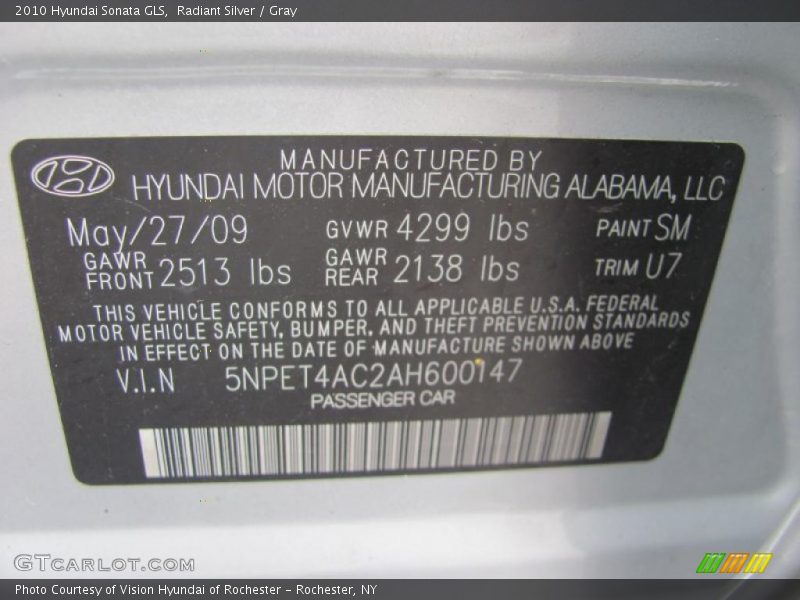 2010 Hyundai Sonata GLS, Radiant Silver / Gray
MANUFACTURED BY
HYUNDAI MOTOR MANUFACTURING ALABAMA, LLC
May/27/09 GVWR 4299 lbs PAINT SM
GAWR FRONT 2513 lbs GAWR REAR 2138 lbs TRIM U7
THIS VEHICLE CONFORMS TO ALL APPLICABLE U.S.A. FEDERAL
MOTOR VEHICLE SAFETY, BUMPER, AND THEFT PREVENTION STANDARDS
IN EFFECT ON THE DATE OF MANUFACTURE SHOWN ABOVE
V.I.N 5NPET4AC2AH600147
PASSENGER CAR
GTCARLOT.COM
Photo Courtesy of Vision Hyundai of Rochester - Rochester, NY